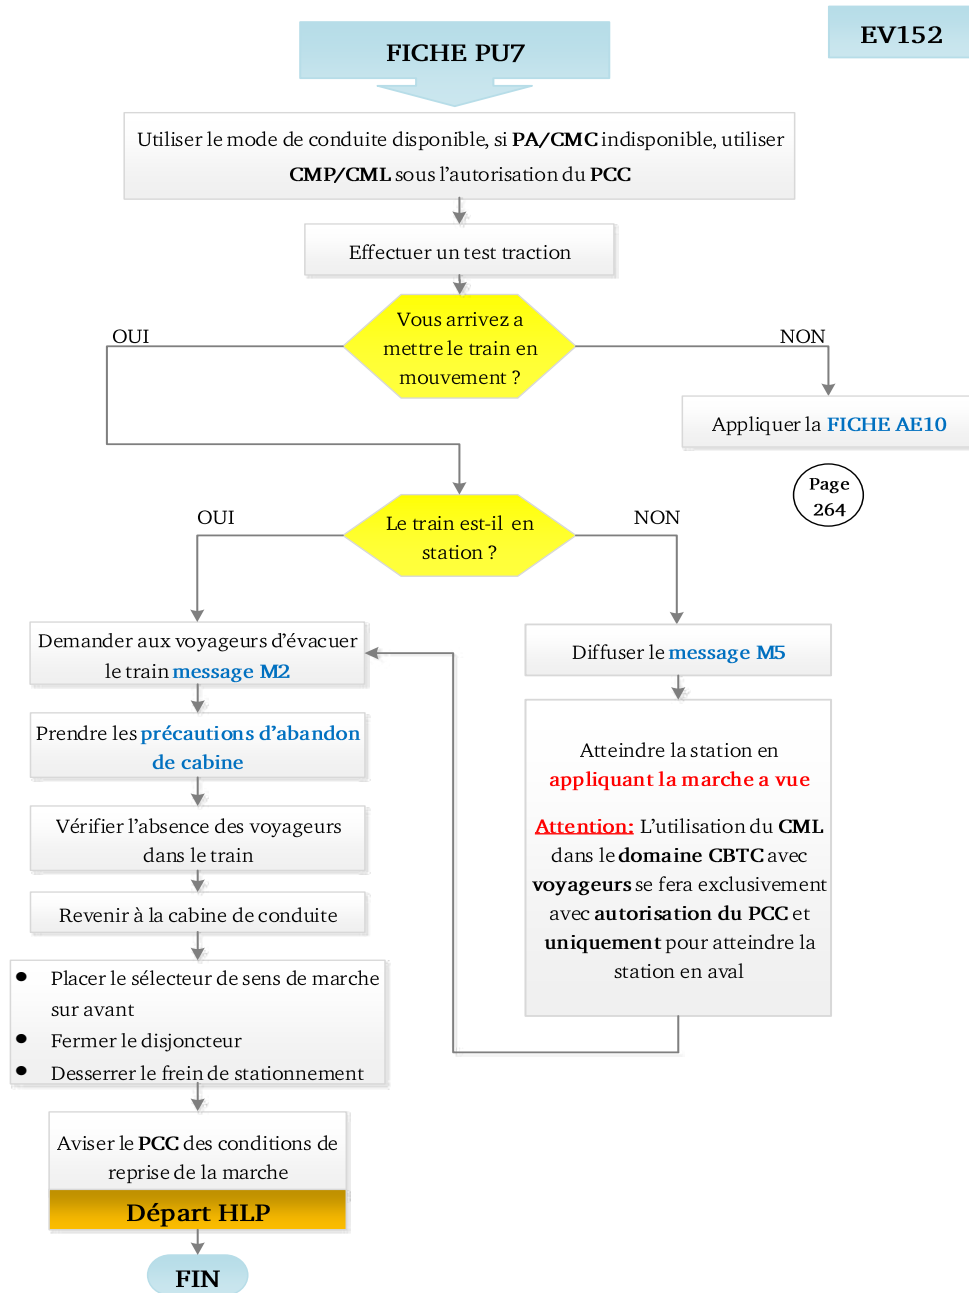 EV152
FICHE PU7
Utiliser le mode de conduite disponible, si PA/CMC indisponible, utiliser
CMP/CML sous l'autorisation du PCC
Effectuer un test traction
Vous arrivez a
mettre le train en
mouvement ?
OUI
NON
Appliquer la FICHE AE10
Page
264
Le train est-il en
station ?
OUI
NON
Demander aux voyageurs d'évacuer
le train message M2
Prendre les précautions d'abandon
de cabine
Vérifier l'absence des voyageurs
dans le train
Revenir à la cabine de conduite
• Placer le sélecteur de sens de marche
sur avant
• Fermer le disjoncteur
• Desserrer le frein de stationnement
Aviser le PCC des conditions de
reprise de la marche
Départ HLP
FIN
Diffuser le message M5
Atteindre la station en
appliquant la marche a vue
Attention: L'utilisation du CML
dans le domaine CBTC avec
voyageurs se fera exclusivement
avec autorisation du PCC et
uniquement pour atteindre la
station en aval